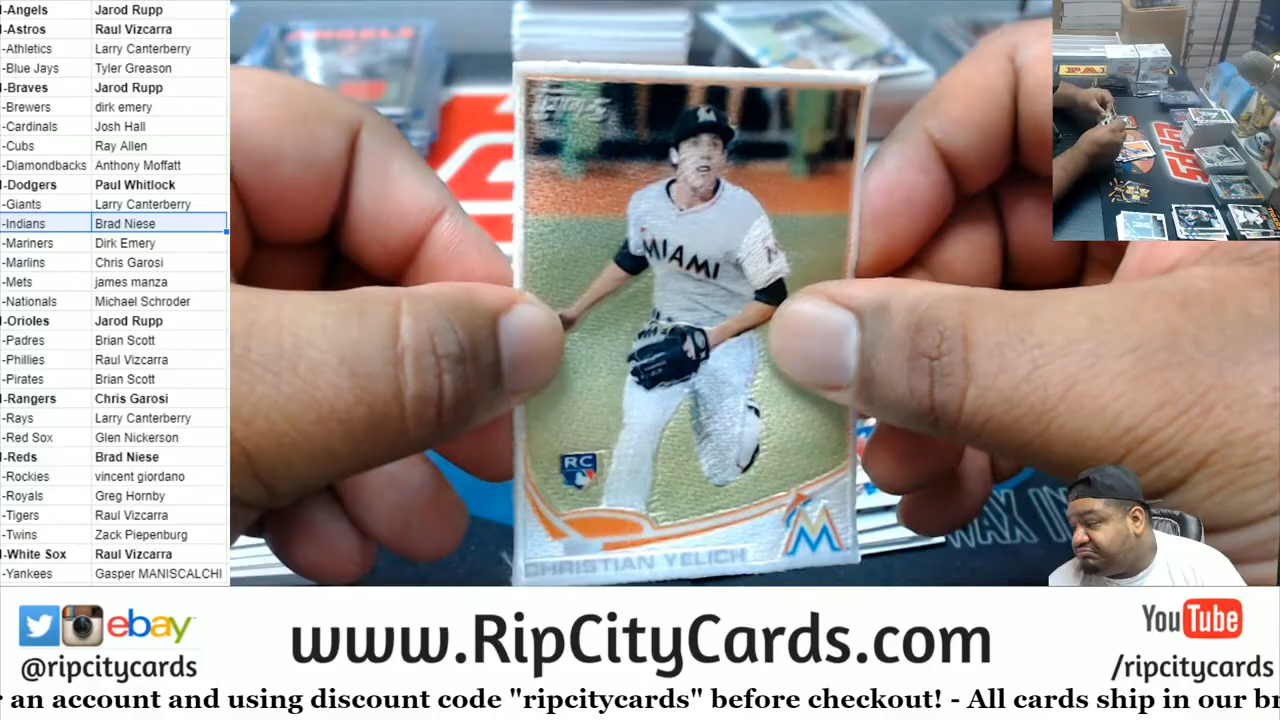 -Angels Jarod Rupp
-Astros Raul Vizcarra
-Athletics Larry Canterberry
-Blue Jays Tyler Greason
-Braves Jarod Rupp
-Brewers dirk emery
-Cardinals Josh Hall
-Cubs Ray Allen
-Diamondbacks Anthony Moffatt
-Dodgers Paul Whitlock
-Giants Larry Canterberry
-Indians Brad Niese
-Mariners Dirk Emery
-Marlins Chris Garosi
-Mets james manza
-Nationals Michael Schroder
-Orioles Jarod Rupp
-Padres Brian Scott
-Phillies Raul Vizcarra
-Pirates Brian Scott
-Rangers Chris Garosi
-Rays Larry Canterberry
-Red Sox Glen Nickerson
-Reds Brad Niese
-Rockies vincent giordano
-Royals Greg Hornby
-Tigers Raul Vizcarra
-Twins Zack Piepenburg
-White Sox Raul Vizcarra
-Yankees Gasper MANISCALCHI
ANGELS
Topps
MIAMI
RC
M
CHRISTIAN YELICH
WAX IN
ebay
@ripcitycards
www.RipCityCards.com
YouTube
/ripcitycards
r an account and using discount code "ripcitycards" before checkout! - All cards ship in our br